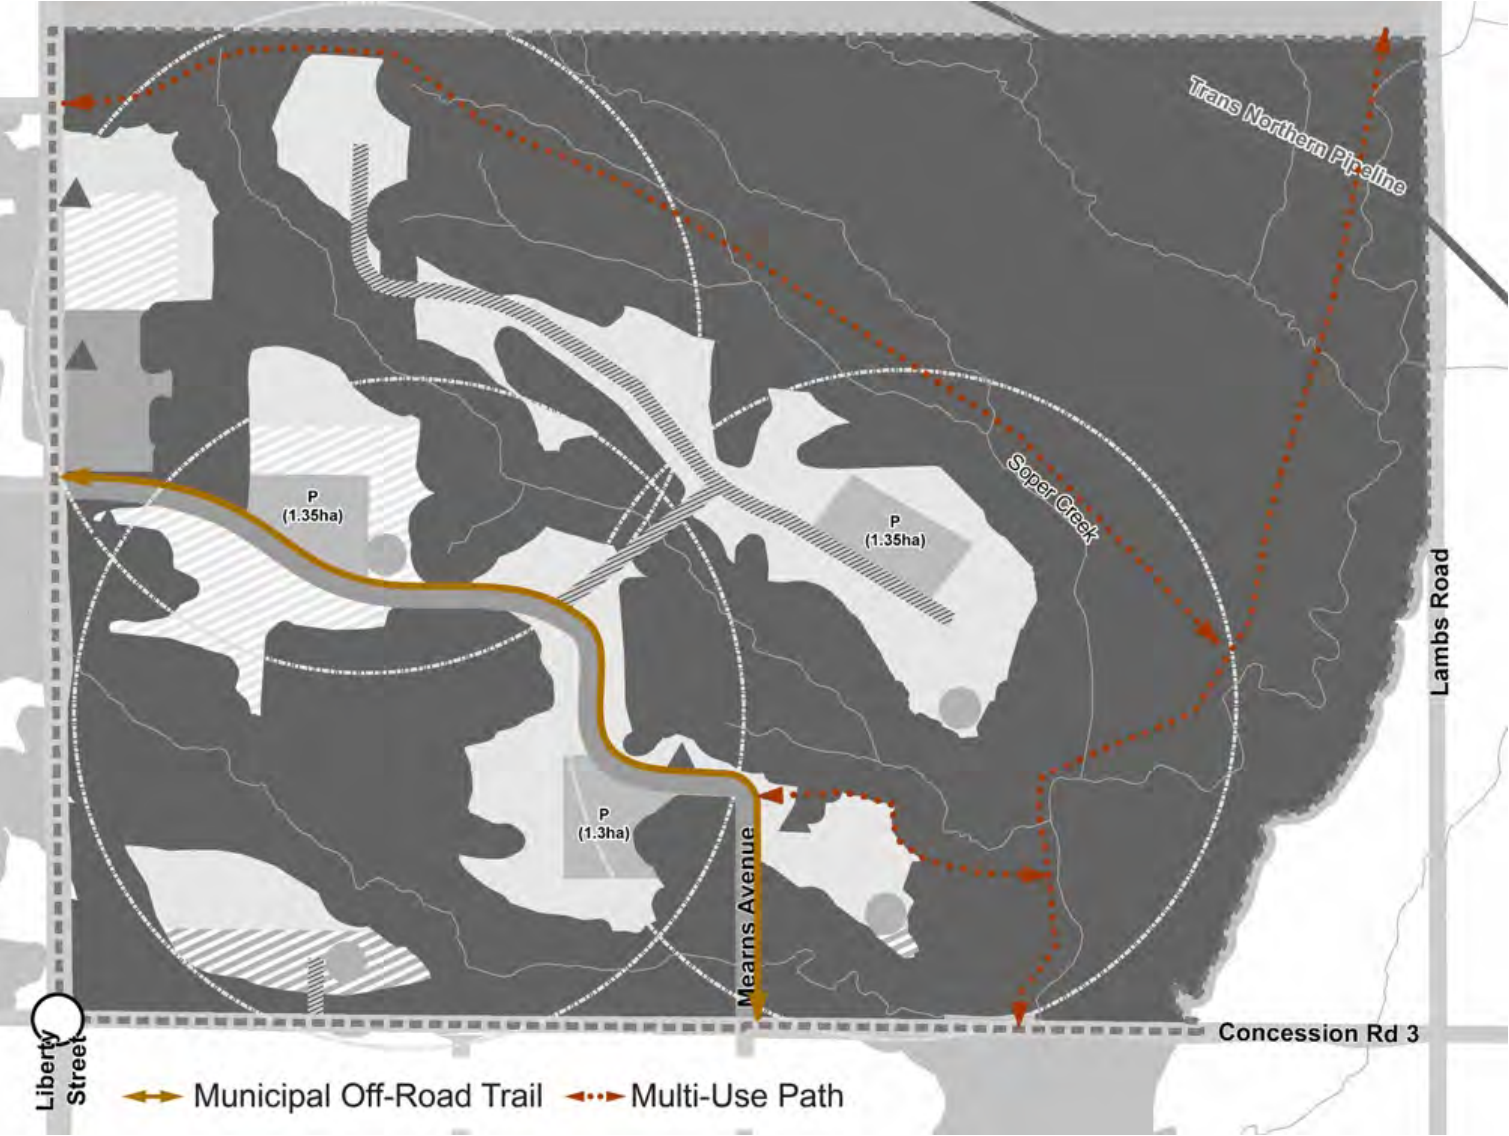 Trans Northern Pipeline
P
(1.35ha)
P
(1.35ha)
Soper Creek
Lambs Road
P
(1.3ha)
Mearns Avenue
Concession Rd 3
Liberty
Street
Municipal Off-Road Trail
Multi-Use Path